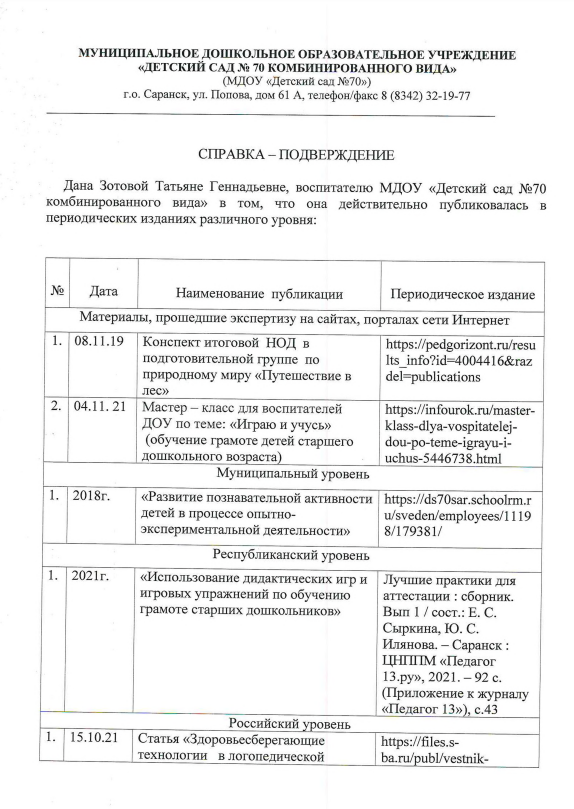 МУНИЦИПАЛЬНОЕ ДОШКОЛЬНОЕ ОБРАЗОВАТЕЛЬНОЕ УЧРЕЖДЕНИЕ
«ДЕТСКИЙ САД № 70 КОМБИНИРОВАННОГО ВИДА»
(МДОУ «Детский сад №70»)
г.о. Саранск, ул. Попова, дом 61 А, телефон/факс 8 (8342) 32-19-77
СПРАВКА – ПОДВЕРЖДЕНИЕ
Дана Зотовой Татьяне Геннадьевне, воспитателю МДОУ «Детский сад №70
комбинированного вида» в том, что она действительно публиковалась в
периодических изданиях различного уровня:
№ Дата Наименование публикации Периодическое издание
Материалы, прошедшие экспертизу на сайтах, порталах сети Интернет
1. 08.11.19 Конспект итоговой НОД в https://pedgorizont.ru/resu
подготовительной группе по lts_info?id=4004416&raz
природному миру «Путешествие в del=publications
лес»
2. 04.11. 21 Мастер – класс для воспитателей https://infourok.ru/master-
ДОУ по теме: «Играю и учусь» klass-dlya-vospitatelej-
(обучение грамоте детей старшего dou-po-teme-igrayu-i-
дошкольного возраста) uchus-5446738.html
Муниципальный уровень
1. 2018г. «Развитие познавательной активности https://ds70sar.schoolrm.r
детей в процессе опытно- u/sveden/employees/1119
экспериментальной деятельности» 8/179381/
Республиканский уровень
1. 2021г. «Использование дидактических игр и Лучшие практики для
игровых упражнений по обучению аттестации : сборник.
грамоте старших дошкольников» Вып 1 / сост.: Е. С.
Сыркина, Ю. С.
Илянова. – Саранск :
ЦНППМ «Педагог
13.ру», 2021. – 92 с.
(Приложение к журналу
«Педагог 13»), с.43
Российский уровень
1. 15.10.21 Статья «Здоровьесберегающие https://files.s-
технологии в логопедической ba.ru/publ/vestnik-